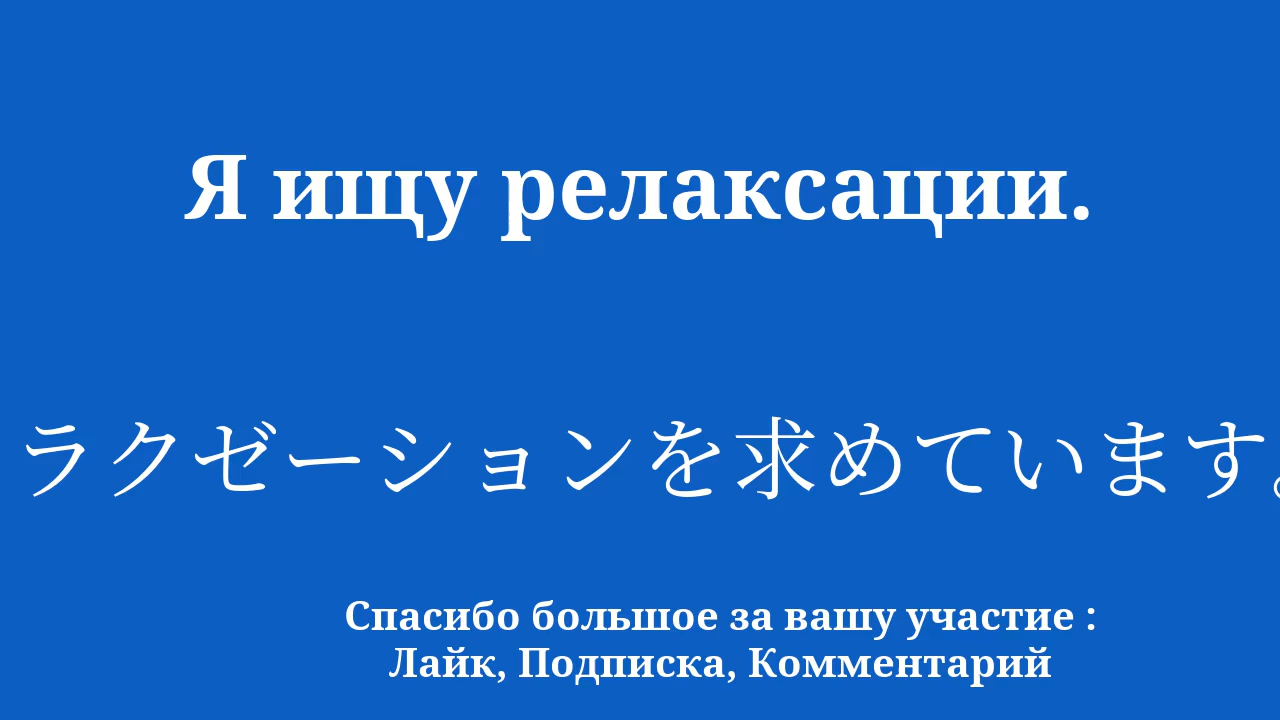 Я ищу релаксации.
ラクゼーションを求めています。
Спасибо большое за вашу участие :
Лайк, Подписка, Комментарий